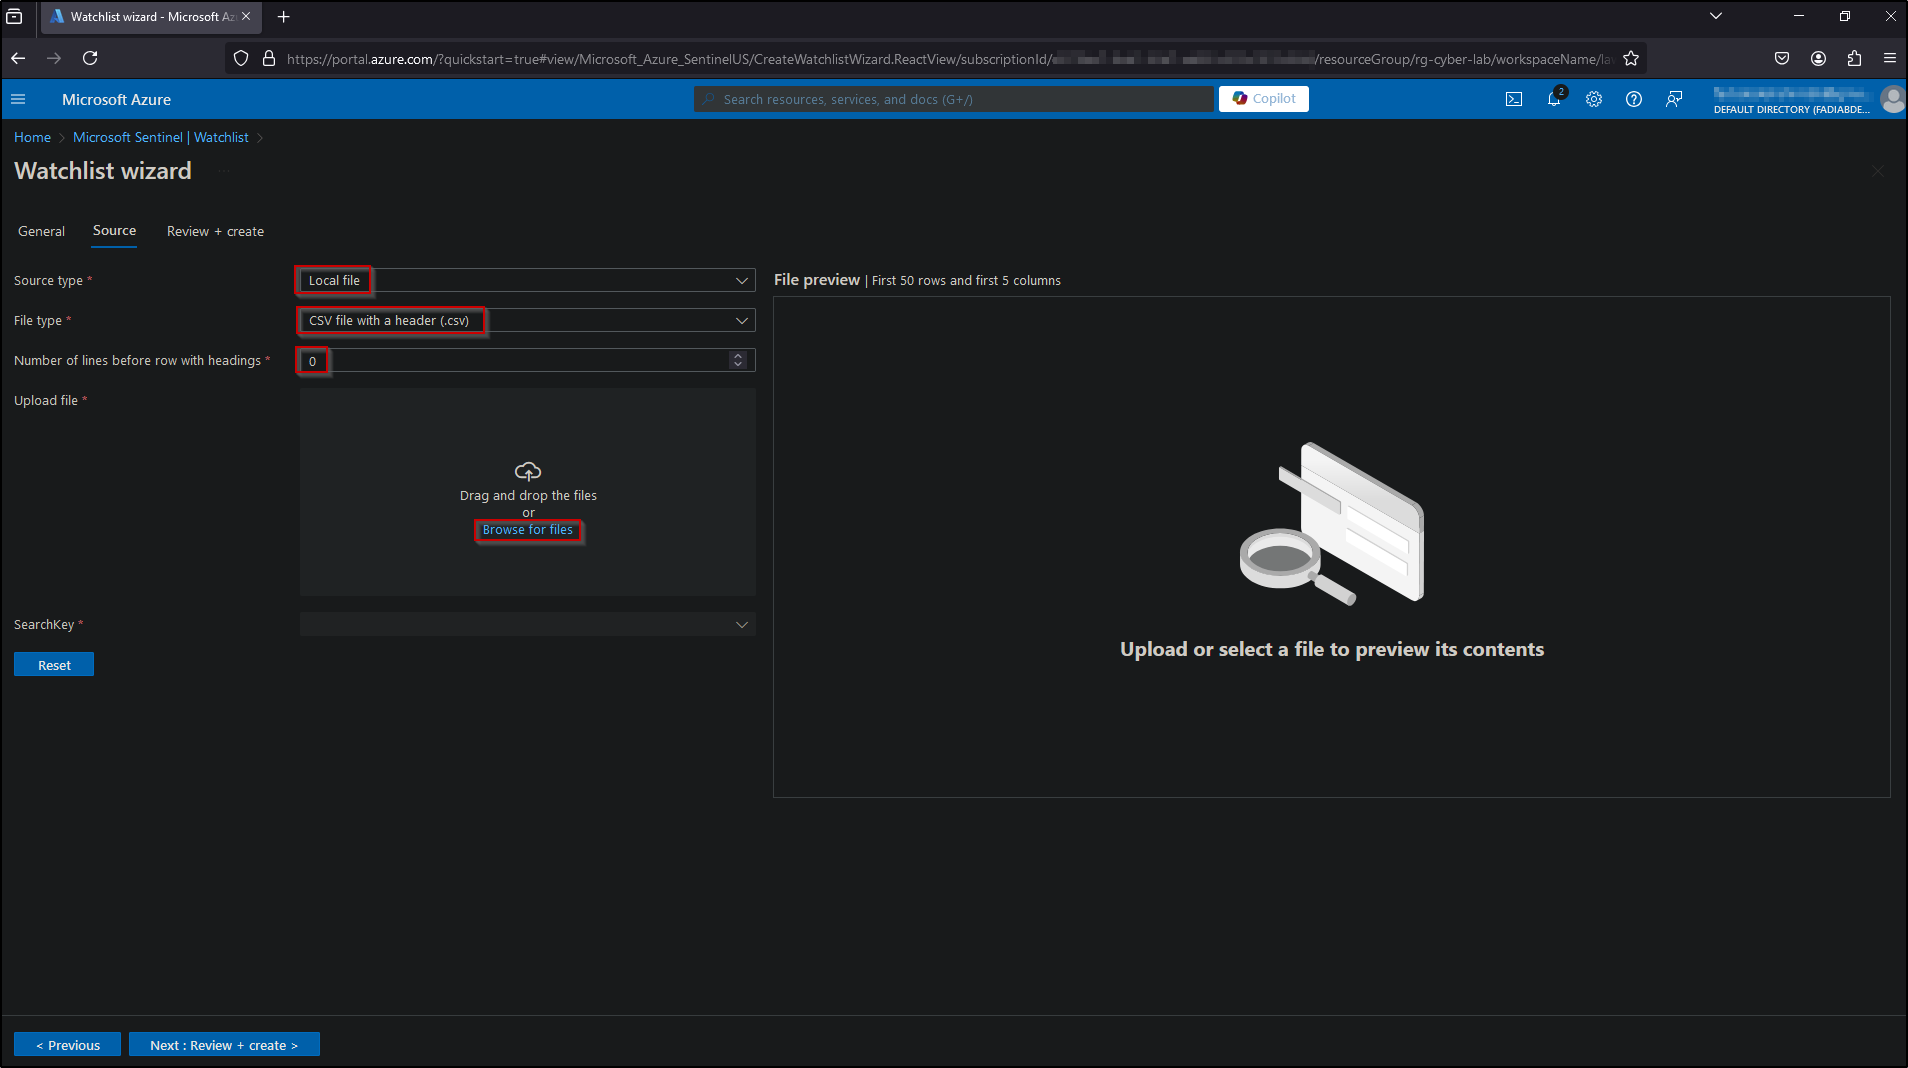 Watchlist wizard - Microsoft Az
https://portal.azure.com/?quickstart=true#view/Microsoft_Azure_SentinelUS/CreateWatchlistWizard.ReactView/subscriptionId/ /resourceGroup/rg-cyber-lab/workspaceName/la
Microsoft Azure
Search resources, services, and docs (G+/)
Copilot
2
DEFAULT DIRECTORY (FADIABDE...
Home > Microsoft Sentinel | Watchlist >
Watchlist wizard
...
General Source Review + create
Source type * Local file
File preview | First 50 rows and first 5 columns
File type * CSV file with a header (.csv)
Number of lines before row with headings * 0
Upload file *
Drag and drop the files
or
Browse for files
SearchKey *
Upload or select a file to preview its contents
Reset
< Previous Next : Review + create >